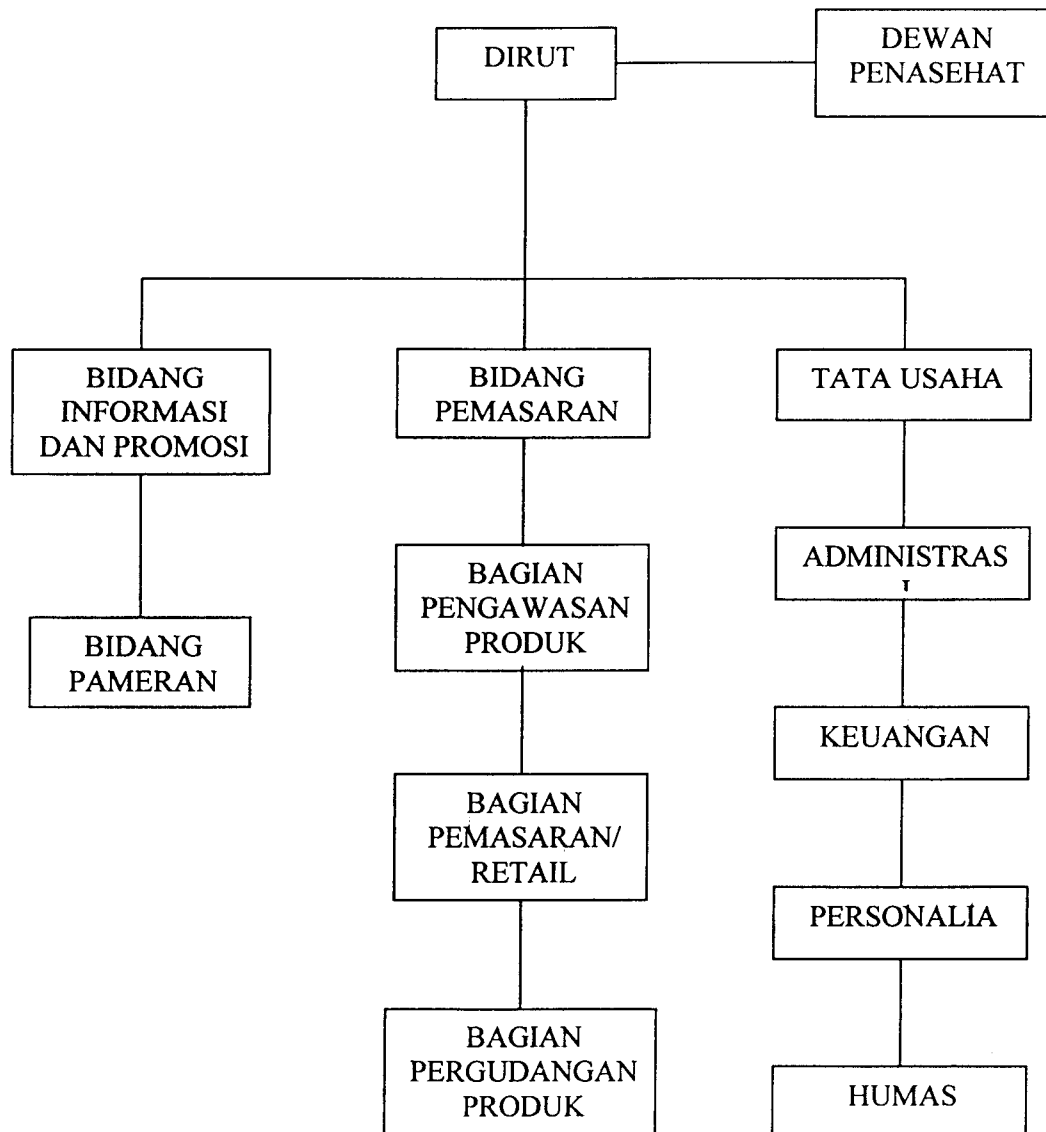 DIRUT
DEWAN
PENASEHAT
BIDANG
INFORMASI
DAN PROMOSI
BIDANG
PEMASARAN
TATA USAHA
BIDANG
PAMERAN
BAGIAN
PENGAWASAN
PRODUK
BAGIAN
PEMASARAN/
RETAIL
BAGIAN
PERGUDANGAN
PRODUK
ADMINISTRAS
I
KEUANGAN
PERSONALIA
HUMAS